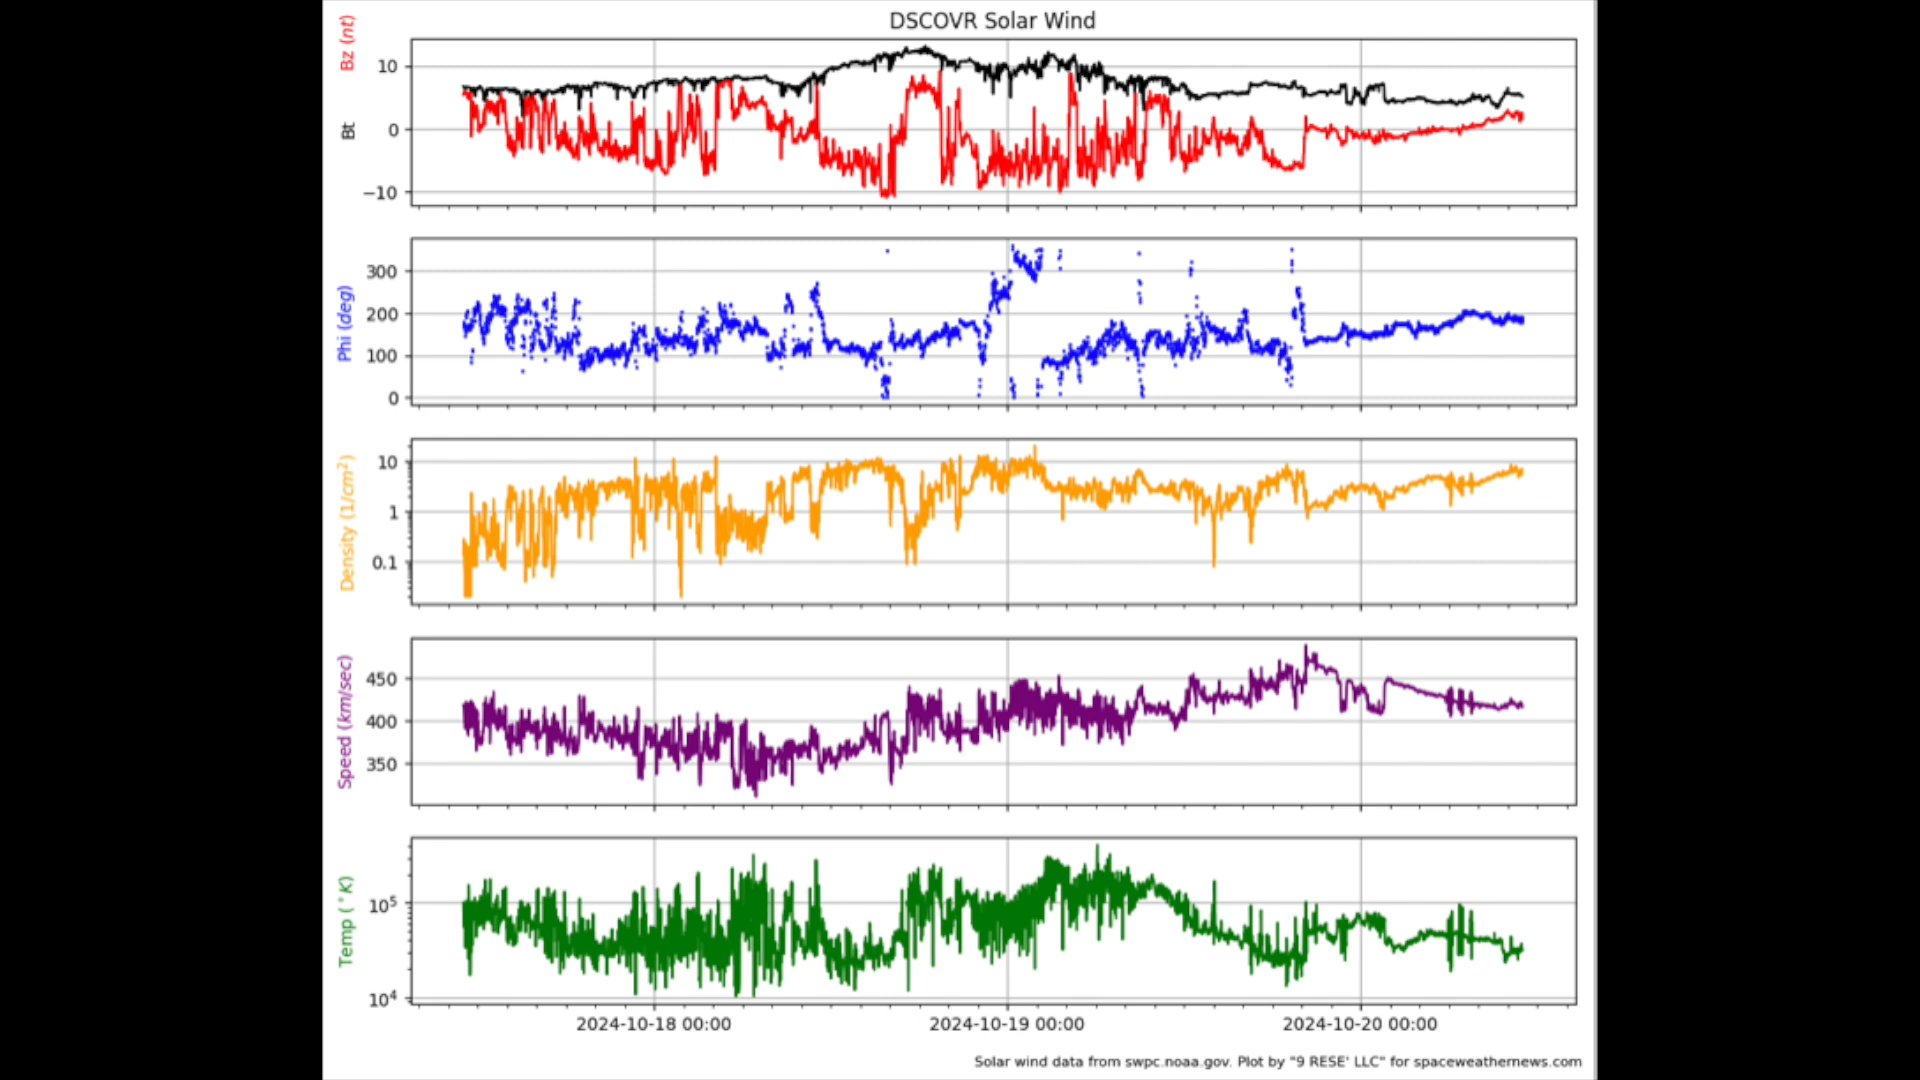 DSCOVR Solar Wind
Bz (nt)
Bt
10
0
−10
Phi (deg)
300
200
100
0
Density (1/cm²)
10
1
0.1
Speed (km/sec)
450
400
350
Temp (°K)
10⁵
10⁴
2024-10-18 00:00 2024-10-19 00:00 2024-10-20 00:00
Solar wind data from swpc.noaa.gov. Plot by "9 RESE' LLC" for spaceweathernews.com